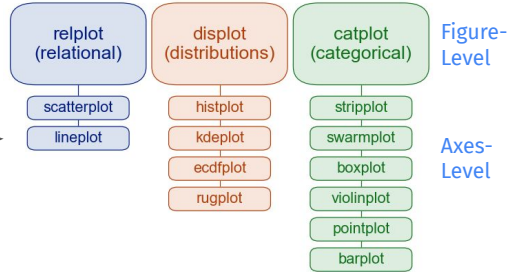 relplot
(relational)
displot
(distributions)
catplot
(categorical)
Figure-
Level
scatterplot
lineplot
histplot
kdeplot
ecdfplot
rugplot
stripplot
swarmplot
boxplot
violinplot
pointplot
barplot
Axes-
Level